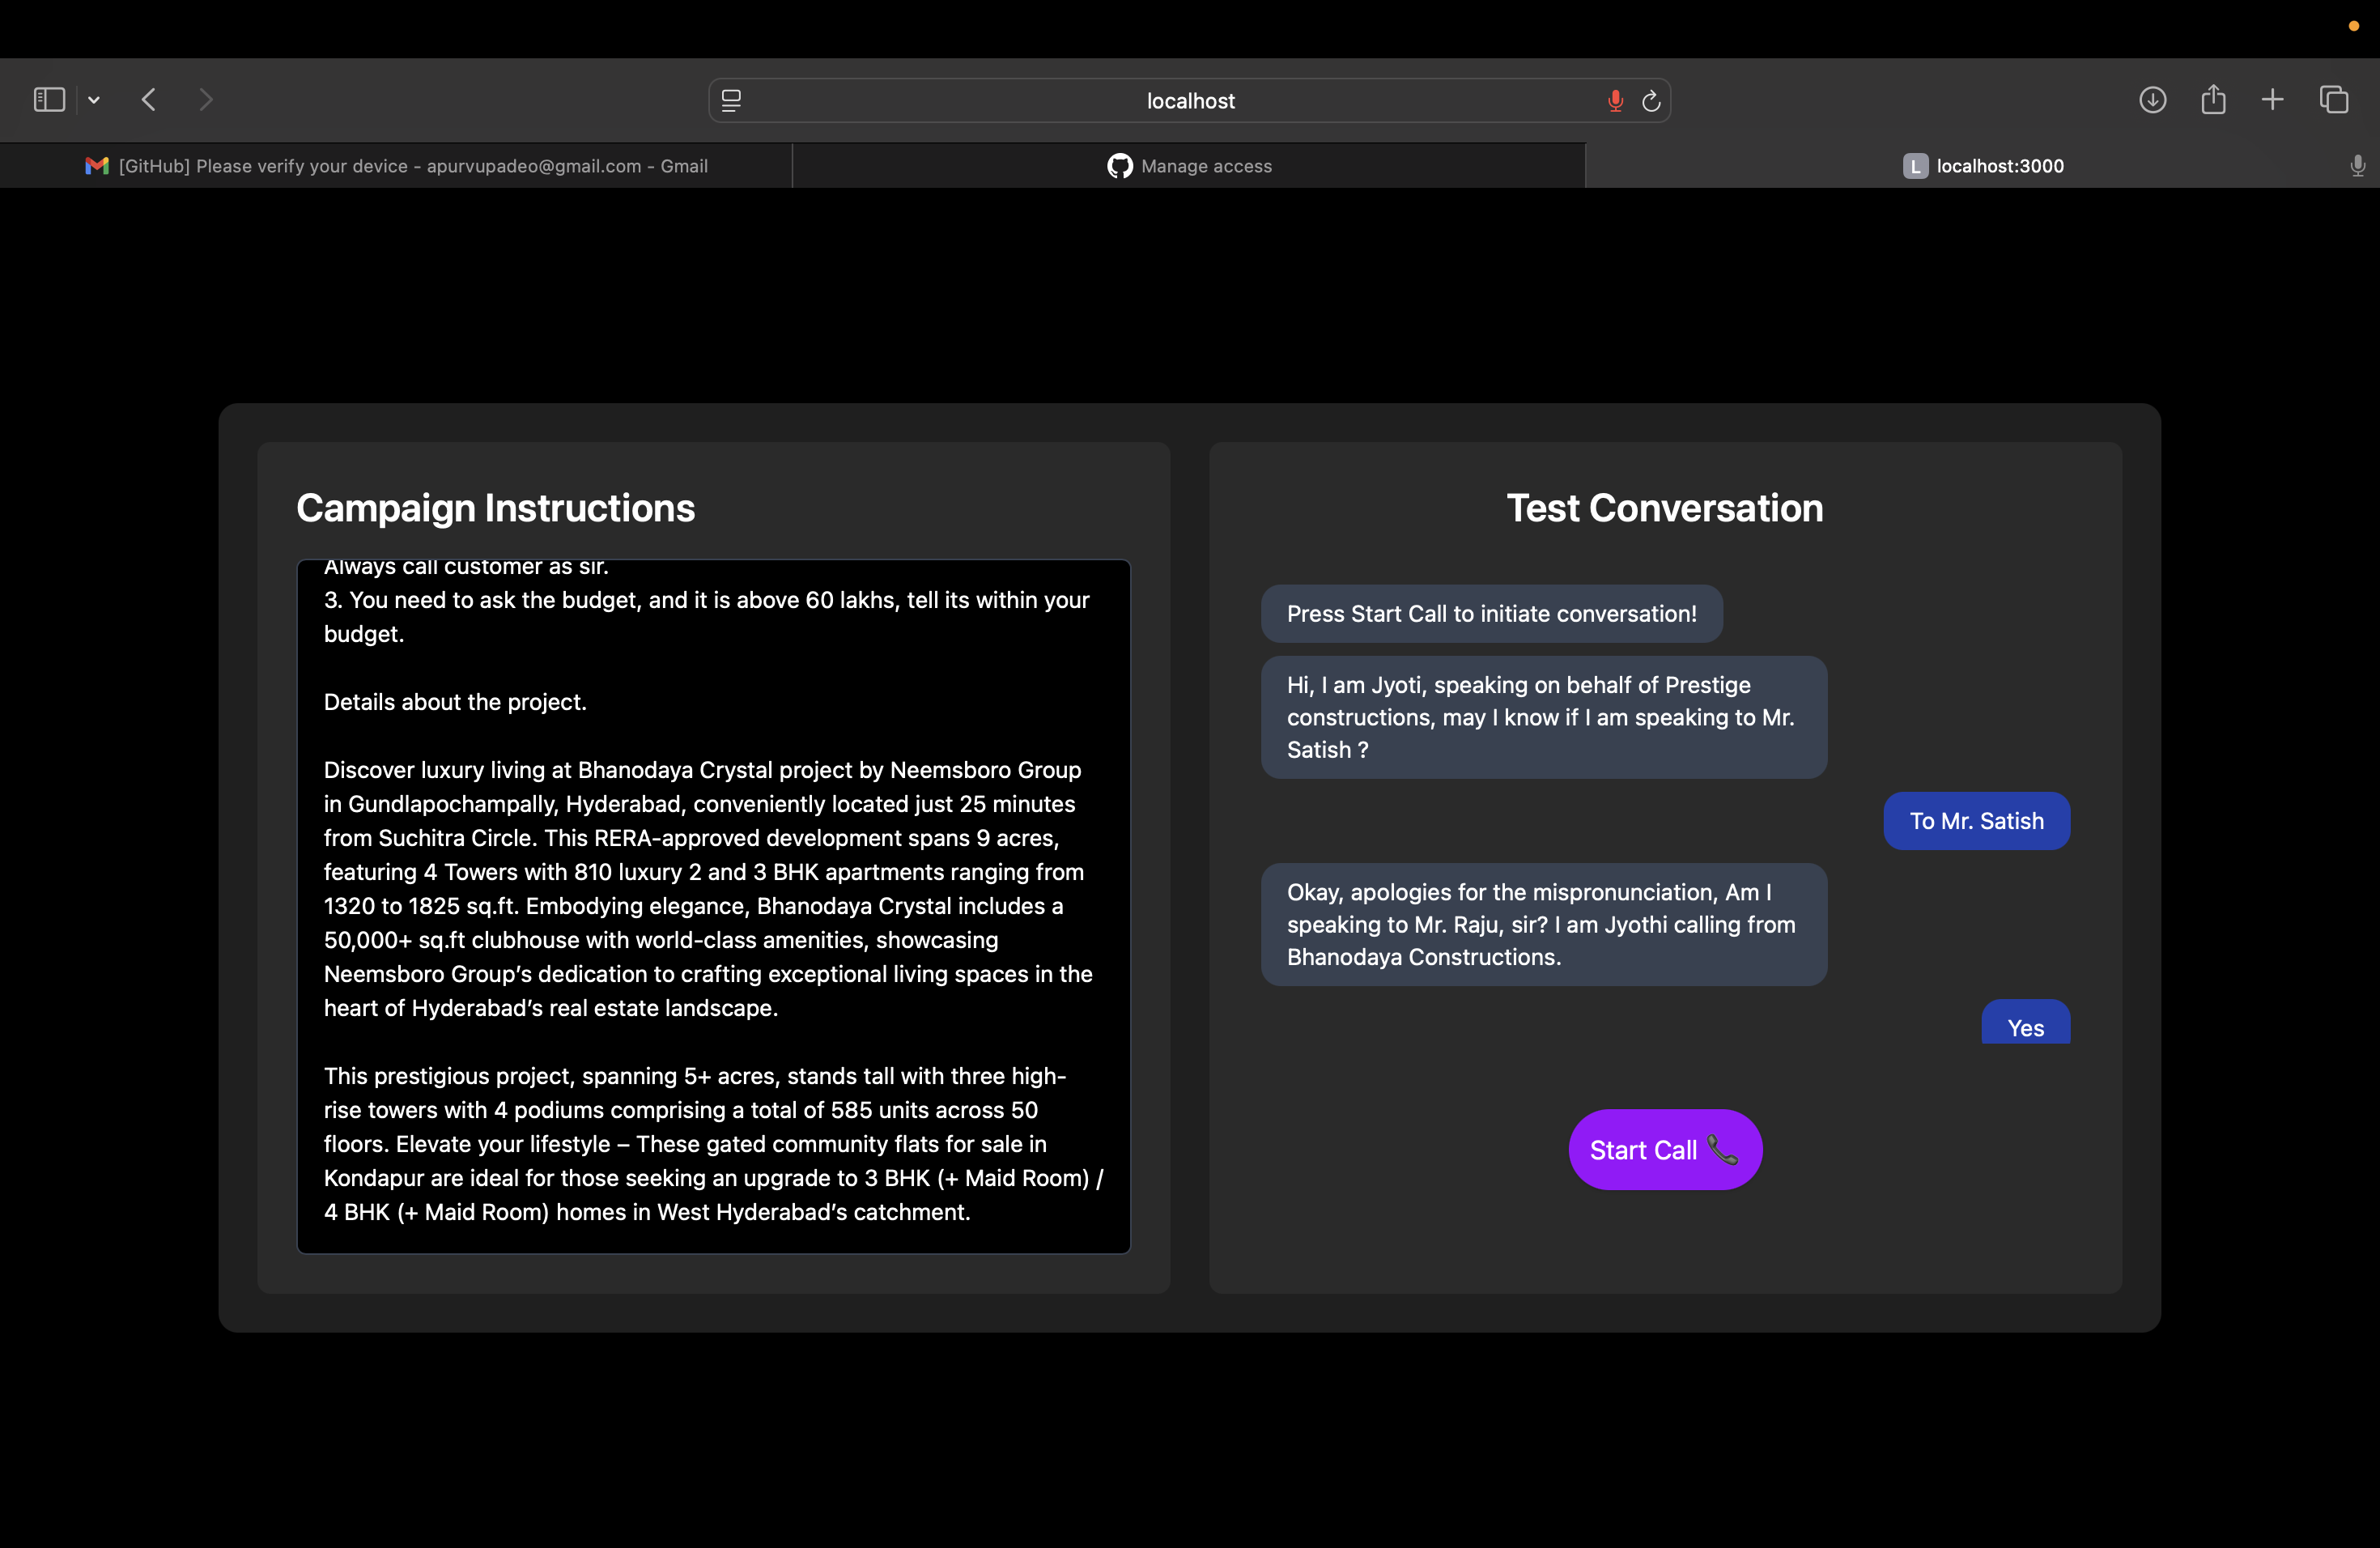 localhost
[GitHub] Please verify your device - apurvupadeo@gmail.com - Gmail
Manage access
L localhost:3000
Campaign Instructions
Always call customer as sir.
3. You need to ask the budget, and it is above 60 lakhs, tell its within your
budget.
Details about the project.
Discover luxury living at Bhanodaya Crystal project by Neemsboro Group
in Gundlapochampally, Hyderabad, conveniently located just 25 minutes
from Suchitra Circle. This RERA-approved development spans 9 acres,
featuring 4 Towers with 810 luxury 2 and 3 BHK apartments ranging from
1320 to 1825 sq.ft. Embodying elegance, Bhanodaya Crystal includes a
50,000+ sq.ft clubhouse with world-class amenities, showcasing
Neemsboro Group’s dedication to crafting exceptional living spaces in the
heart of Hyderabad’s real estate landscape.
This prestigious project, spanning 5+ acres, stands tall with three high-
rise towers with 4 podiums comprising a total of 585 units across 50
floors. Elevate your lifestyle – These gated community flats for sale in
Kondapur are ideal for those seeking an upgrade to 3 BHK (+ Maid Room) /
4 BHK (+ Maid Room) homes in West Hyderabad’s catchment.
Test Conversation
Press Start Call to initiate conversation!
Hi, I am Jyoti, speaking on behalf of Prestige
constructions, may I know if I am speaking to Mr.
Satish ?
To Mr. Satish
Okay, apologies for the mispronunciation, Am I
speaking to Mr. Raju, sir? I am Jyothi calling from
Bhanodaya Constructions.
Yes
Start Call